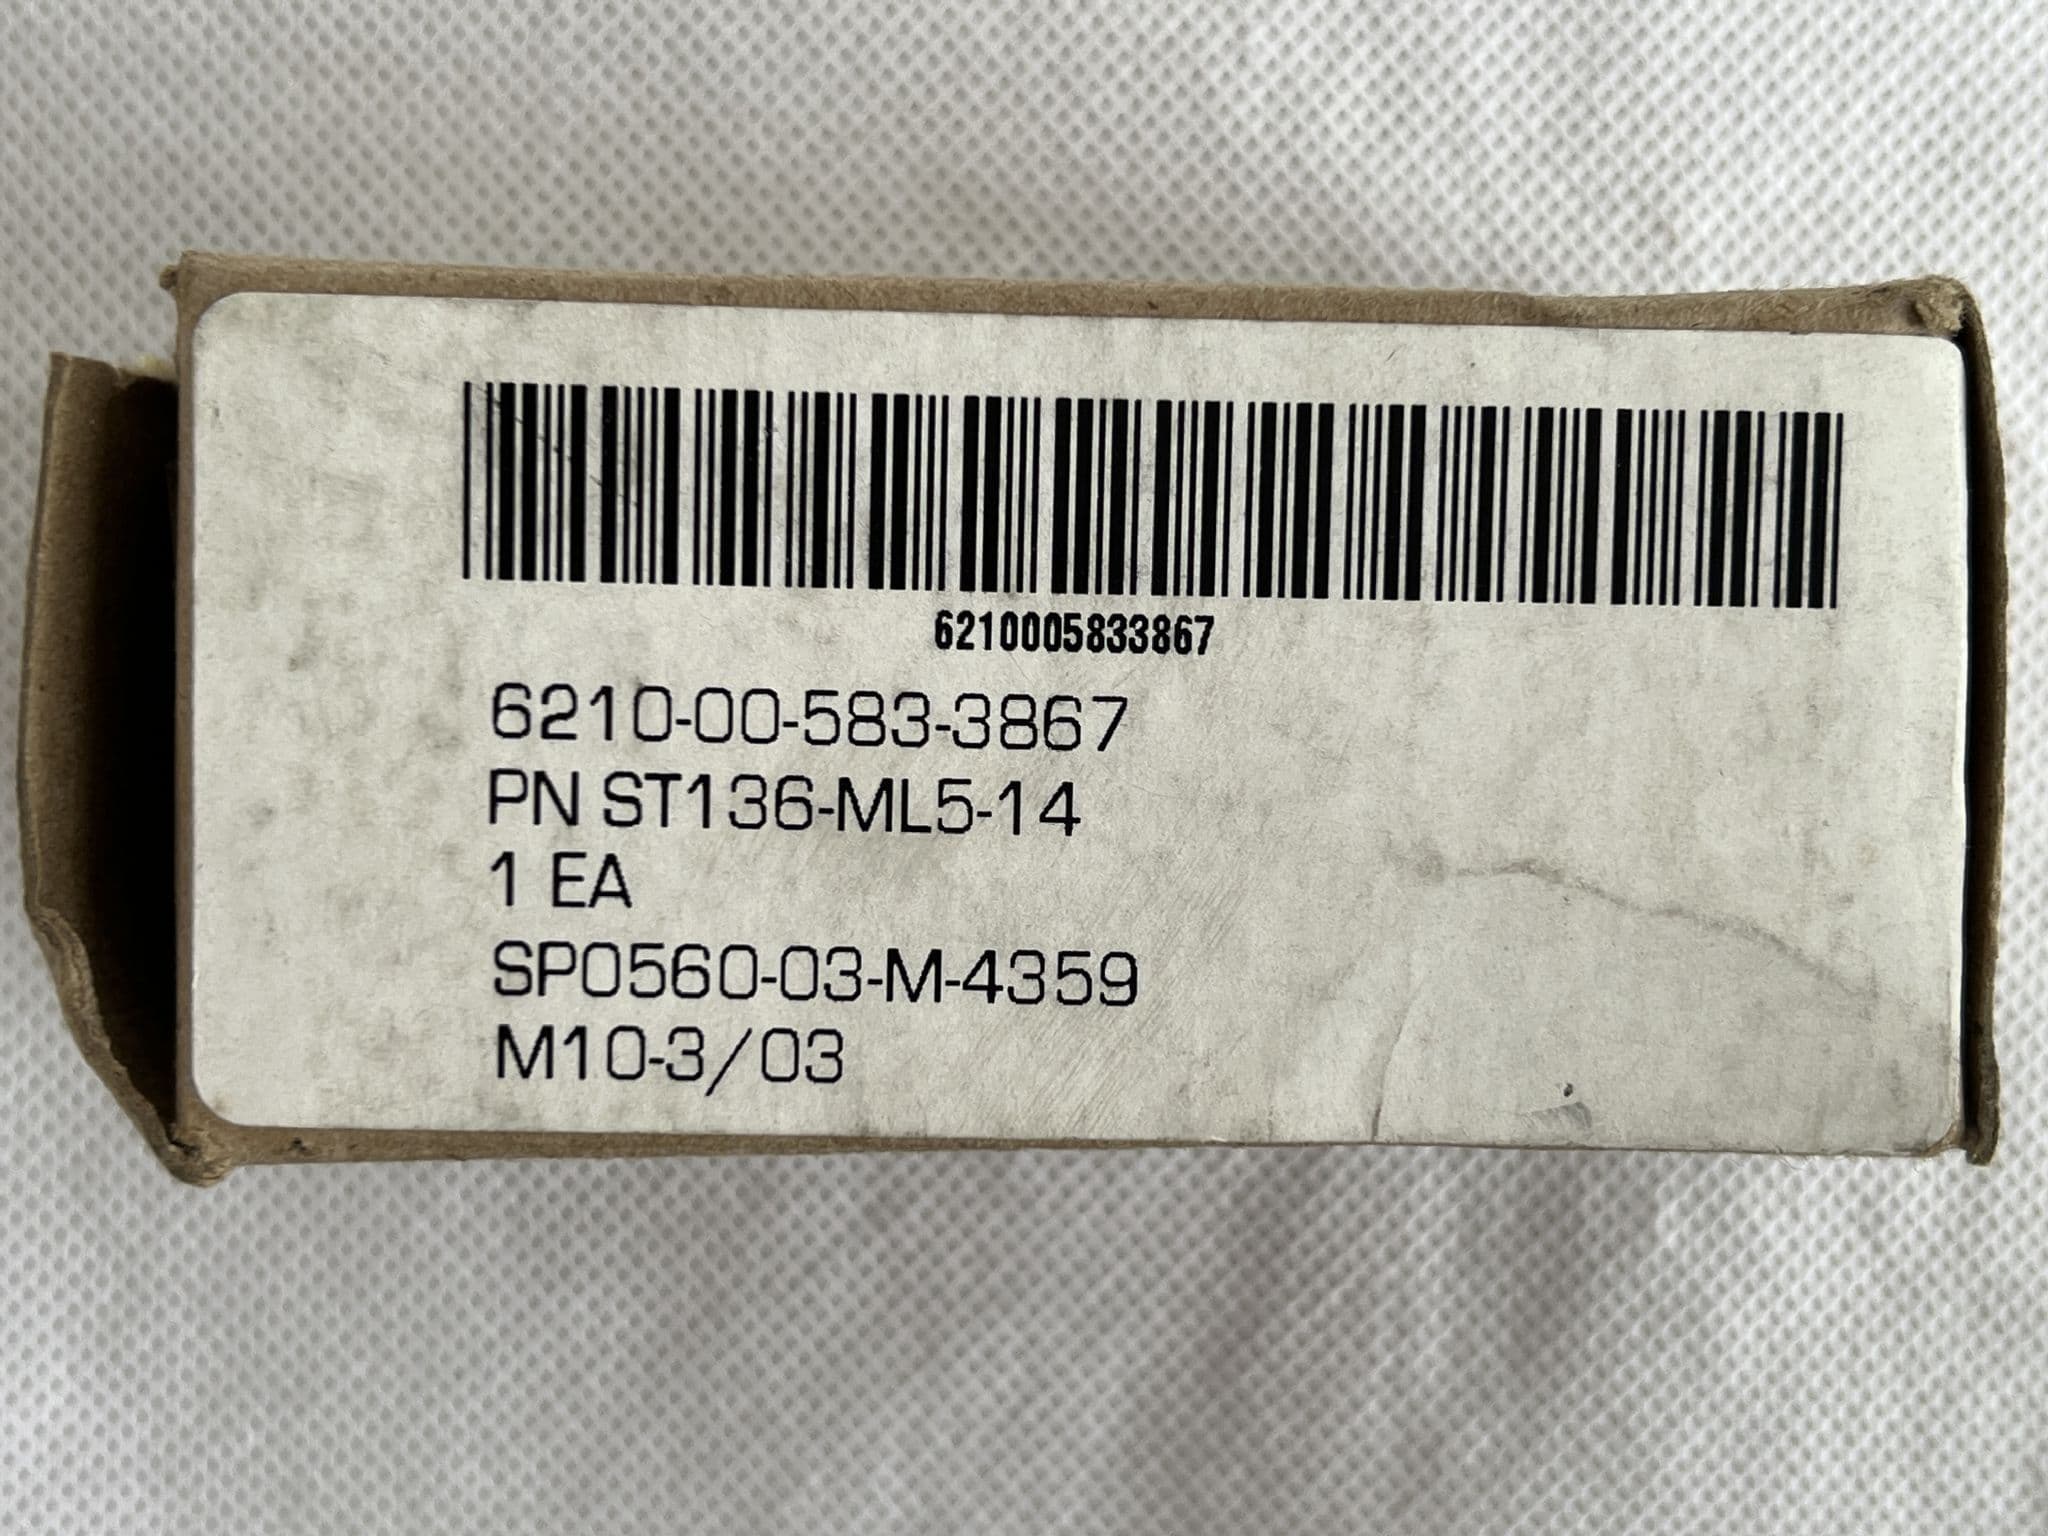 6210005833867
6210-00-583-3867
PN ST136-ML5-14
1 EA
SP0560-03-M-4359
M10-3/03